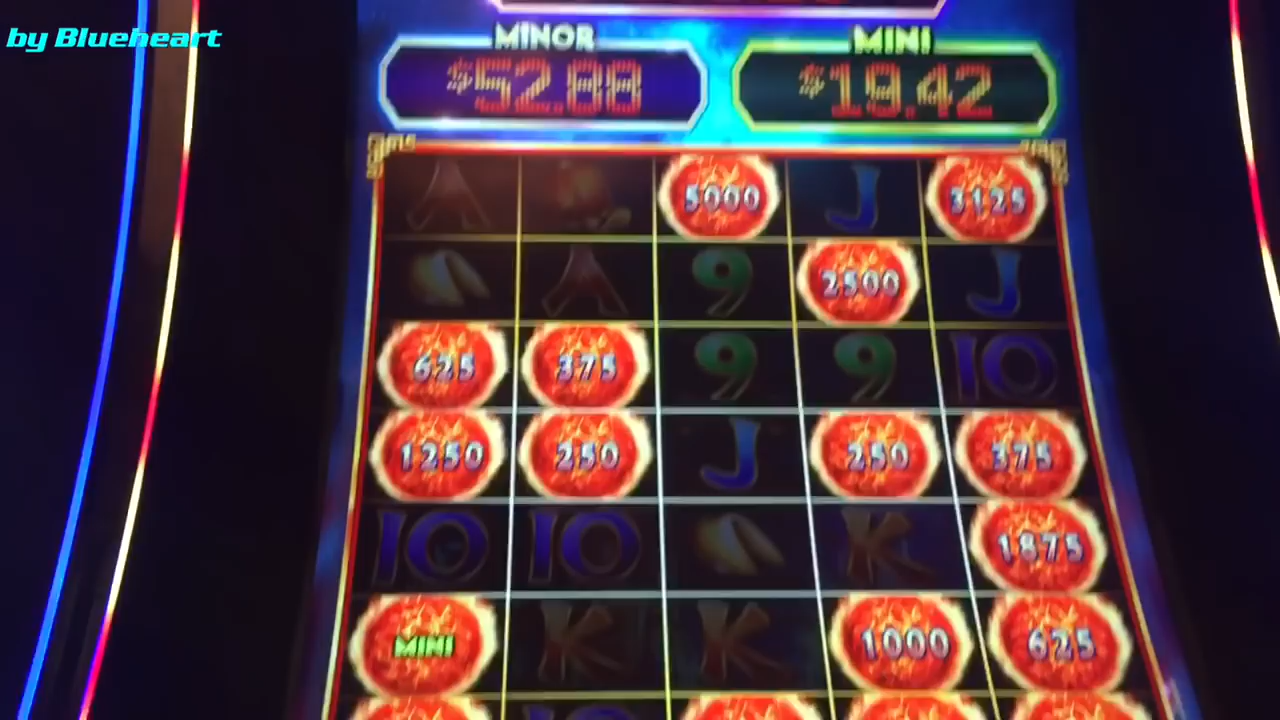 by Blueheart
MINOR MINI
$52.88 $19.42
A 5000 J 3125
A 9 2500 J
625 375 9 9 10
1250 250 J 250 375
10 10 K 1875
MINI K K 1000 625